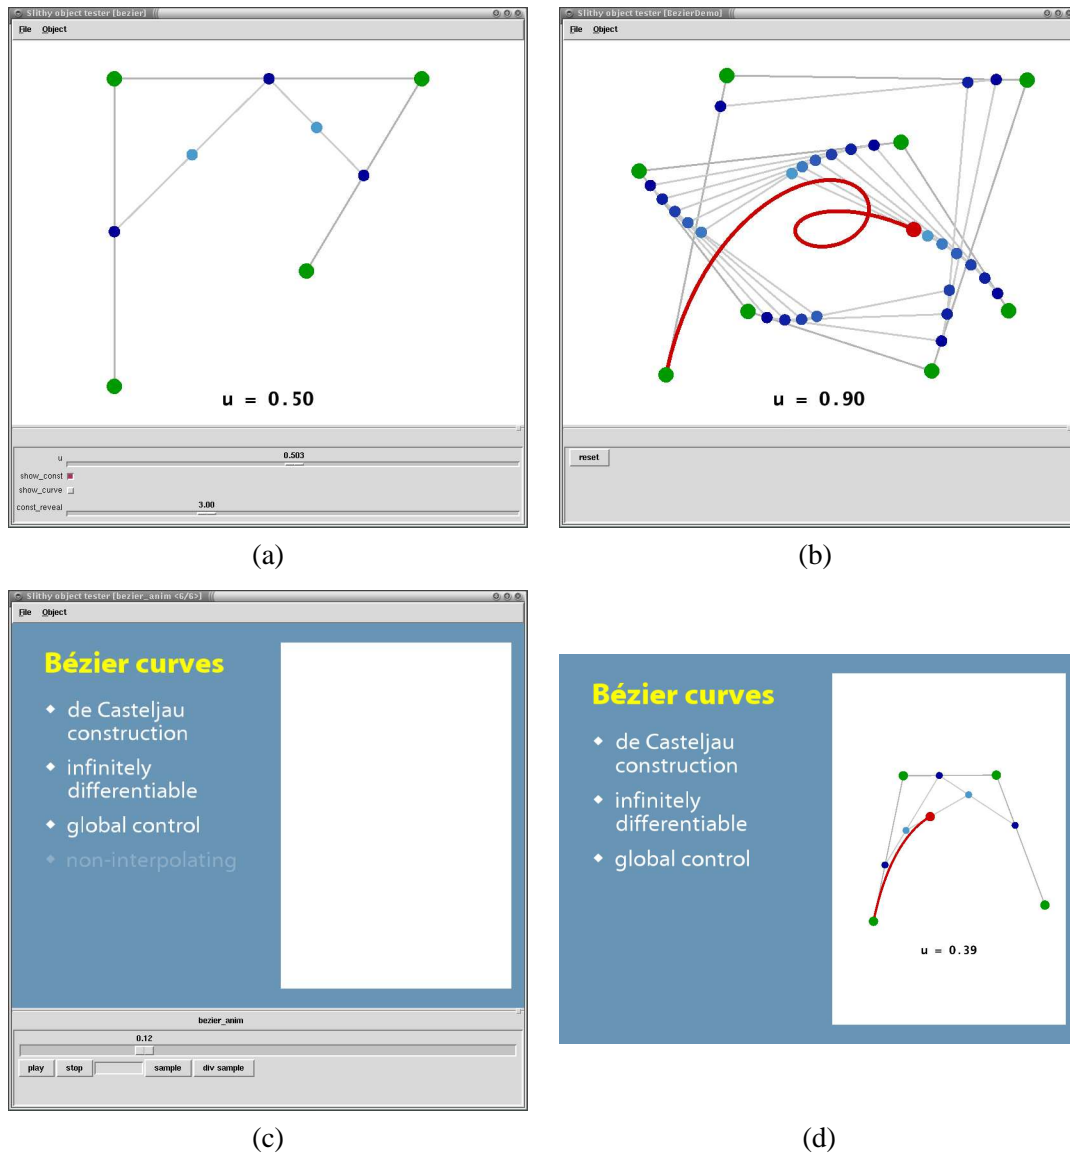 Slithy object tester [bezier]
File Object
u = 0.50
u 0.503
show_const
show_curve
const_reveal 3.00
(a)
Slithy object tester [BezierDemo]
File Object
u = 0.90
reset
(b)
Slithy object tester [bezier_anim <6/6>]
File Object
Bézier curves
de Casteljau
construction
infinitely
differentiable
global control
non-interpolating
bezier_anim
0.12
play stop sample div sample
(c)
Bézier curves
de Casteljau
construction
infinitely
differentiable
global control
u = 0.39
(d)